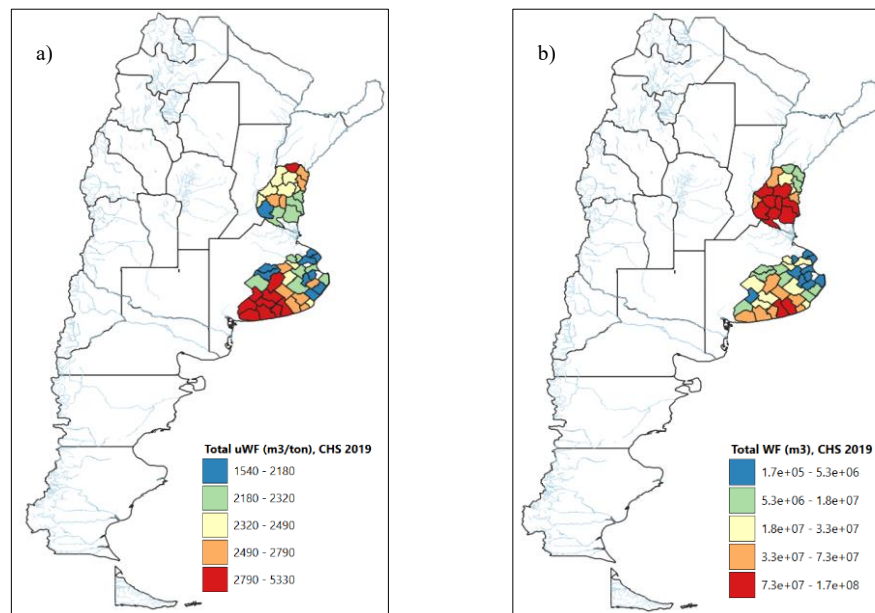 a)
Total uWF (m3/ton), CHS 2019
1540 - 2180
2180 - 2320
2320 - 2490
2490 - 2790
2790 - 5330
b)
Total WF (m3), CHS 2019
1.7e+05 - 5.3e+06
5.3e+06 - 1.8e+07
1.8e+07 - 3.3e+07
3.3e+07 - 7.3e+07
7.3e+07 - 1.7e+08